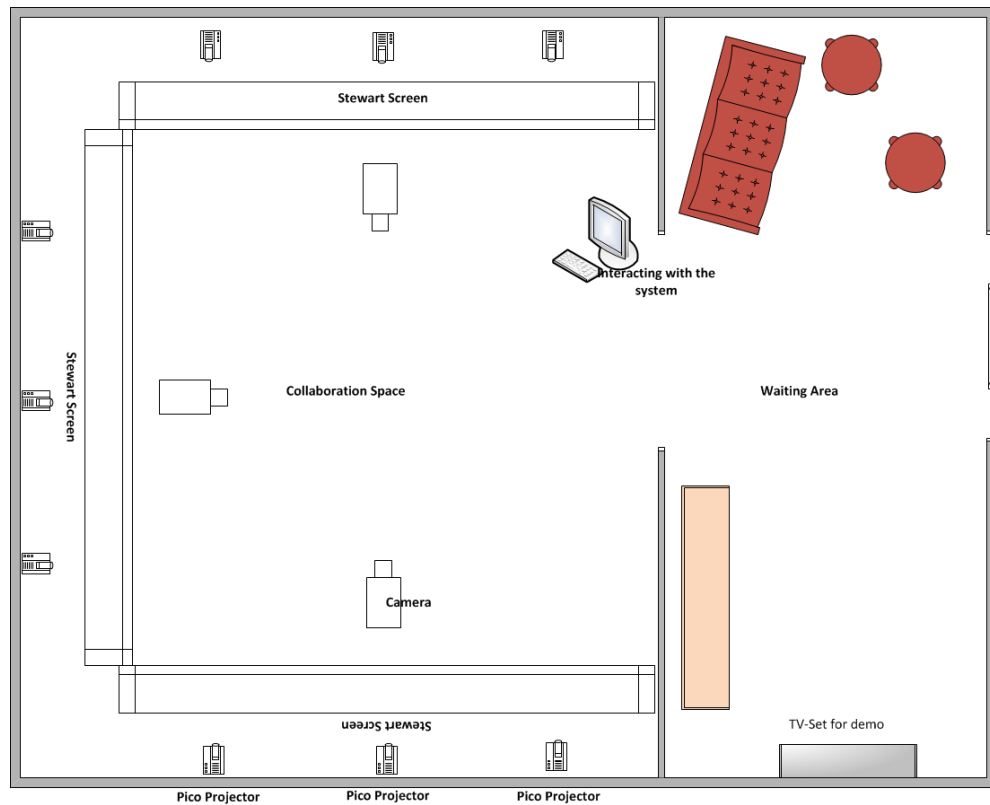 Stewart Screen
Interacting with the
system
Stewart Screen
Collaboration Space
Waiting Area
Camera
Stewart Screen
TV-Set for demo
Pico Projector
Pico Projector
Pico Projector